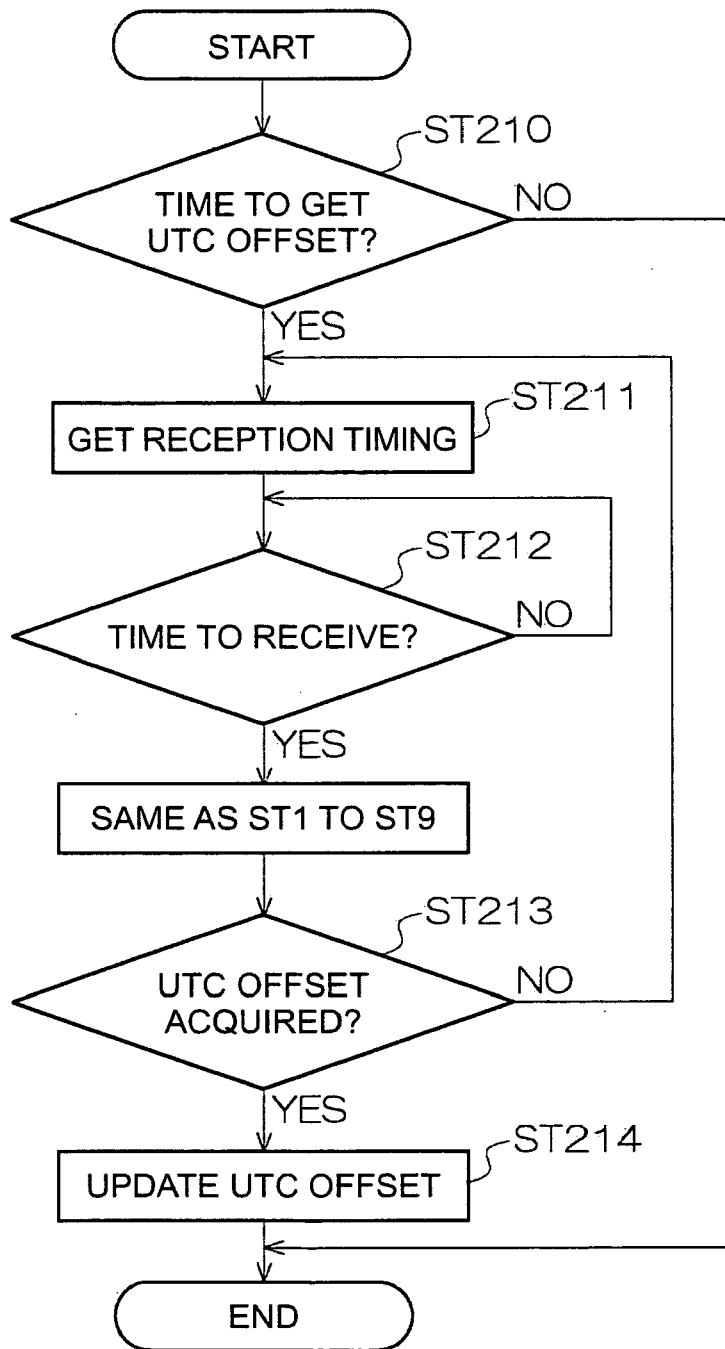 START
ST210
TIME TO GET
UTC OFFSET?
NO
YES
ST211
GET RECEPTION TIMING
ST212
TIME TO RECEIVE?
NO
YES
SAME AS ST1 TO ST9
ST213
UTC OFFSET
ACQUIRED?
NO
YES
ST214
UPDATE UTC OFFSET
END